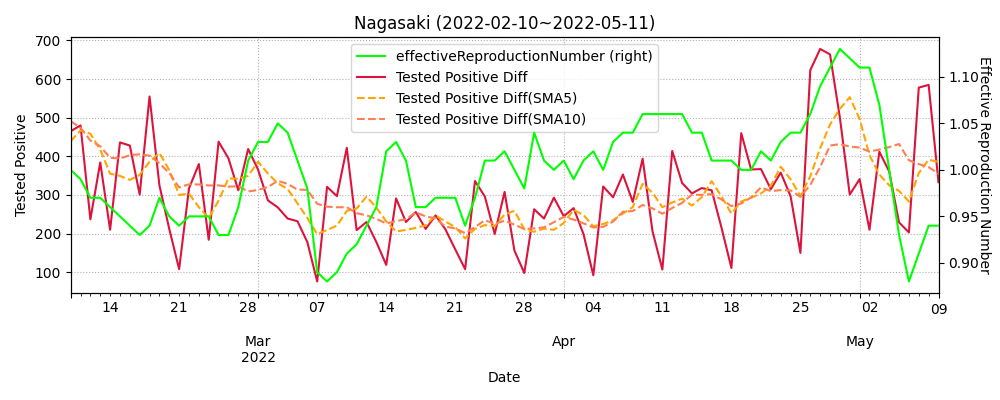 Nagasaki (2022-02-10~2022-05-11)
effectiveReproductionNumber (right)
Tested Positive Diff
Tested Positive Diff(SMA5)
Tested Positive Diff(SMA10)
Tested Positive
700
600
500
400
300
200
100
1.10
1.05
1.00
0.95
0.90
Effective Reproduction Number
14 21 28 07 14 21 28 04 11 18 25 02 09
Mar Apr May
2022
Date